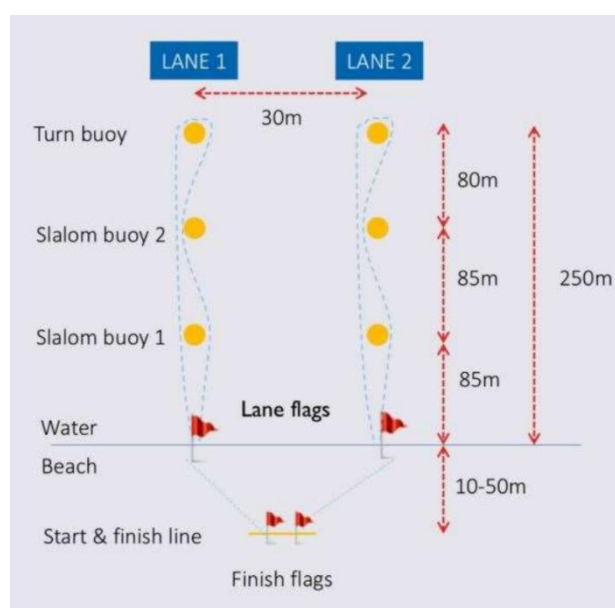 LANE 1
LANE 2
30m
Turn buoy
80m
Slalom buoy 2
85m
250m
Slalom buoy 1
85m
Lane flags
Water
Beach
10-50m
Start & finish line
Finish flags